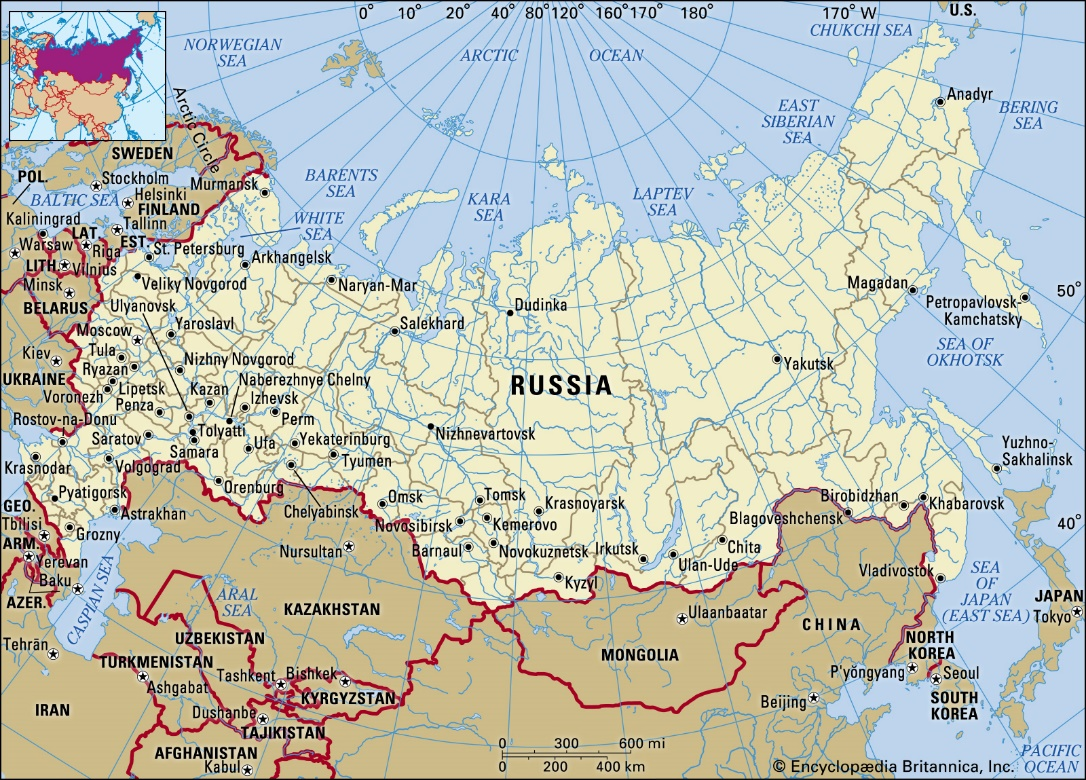 0° 10° 20° 40° 80° 120° 160° 170° 180° 170° W
U.S.
CHUKCHI SEA
NORWEGIAN
SEA
ARCTIC OCEAN
Arctic Circle
Anadyr
BERING
SEA
EAST
SIBERIAN
SEA
SWEDEN
POL.
Stockholm
Murmansk
BARENTS
SEA
KARA
SEA
LAPTEV
SEA
BALTIC SEA
Helsinki
FINLAND
Kaliningrad
Tallinn
WHITE
SEA
LAT.
EST.
Warsaw
Riga
St. Petersburg
Arkhangelsk
LITH.
Vilnius
Minsk
Veliky Novgorod
Naryan-Mar
Magadan
50°
BELARUS
Ulyanovsk
Dudinka
Petropavlovsk-
Kamchatsky
Moscow
Yaroslavl
Salekhard
SEA OF
OKHOTSK
Kiev
Tula
Nizhny Novgorod
Yakutsk
Ryazan
UKRAINE
Lipetsk
Kazan
Naberezhnye Chelny
RUSSIA
Voronezh
Penza
Izhevsk
Rostov-na-Donu
Perm
Saratov
Tolyatti
Nizhnevartovsk
Samara
Ufa
Yekaterinburg
Yuzhno-
Sakhalinsk
Krasnodar
Volgograd
Tyumen
Pyatigorsk
Orenburg
Omsk
Tomsk
Krasnoyarsk
Birobidzhan
Khabarovsk
GEO.
Astrakhan
Chelyabinsk
Novosibirsk
Kemerovo
Blagoveshchensk
40°
Tbilisi
Grozny
Nursultan
Barnaul
Novokuznetsk
Irkutsk
Chita
ARM.
Yerevan
Ulan-Ude
Baku
Kyzyl
Vladivostok
SEA
OF
JAPAN
(EAST SEA)
AZER.
CASPIAN SEA
ARAL
SEA
KAZAKHSTAN
Ulaanbaatar
CHINA
JAPAN
Tokyo
Tehrān
UZBEKISTAN
MONGOLIA
NORTH
KOREA
TURKMENISTAN
Tashkent
Bishkek
P'yŏngyang
Seoul
Ashgabat
KYRGYZSTAN
Beijing
SOUTH
KOREA
IRAN
Dushanbe
TAJIKISTAN
AFGHANISTAN
Kabul
0 300 600 mi
0 200 400 km
PACIFIC
OCEAN
© Encyclopædia Britannica, Inc.